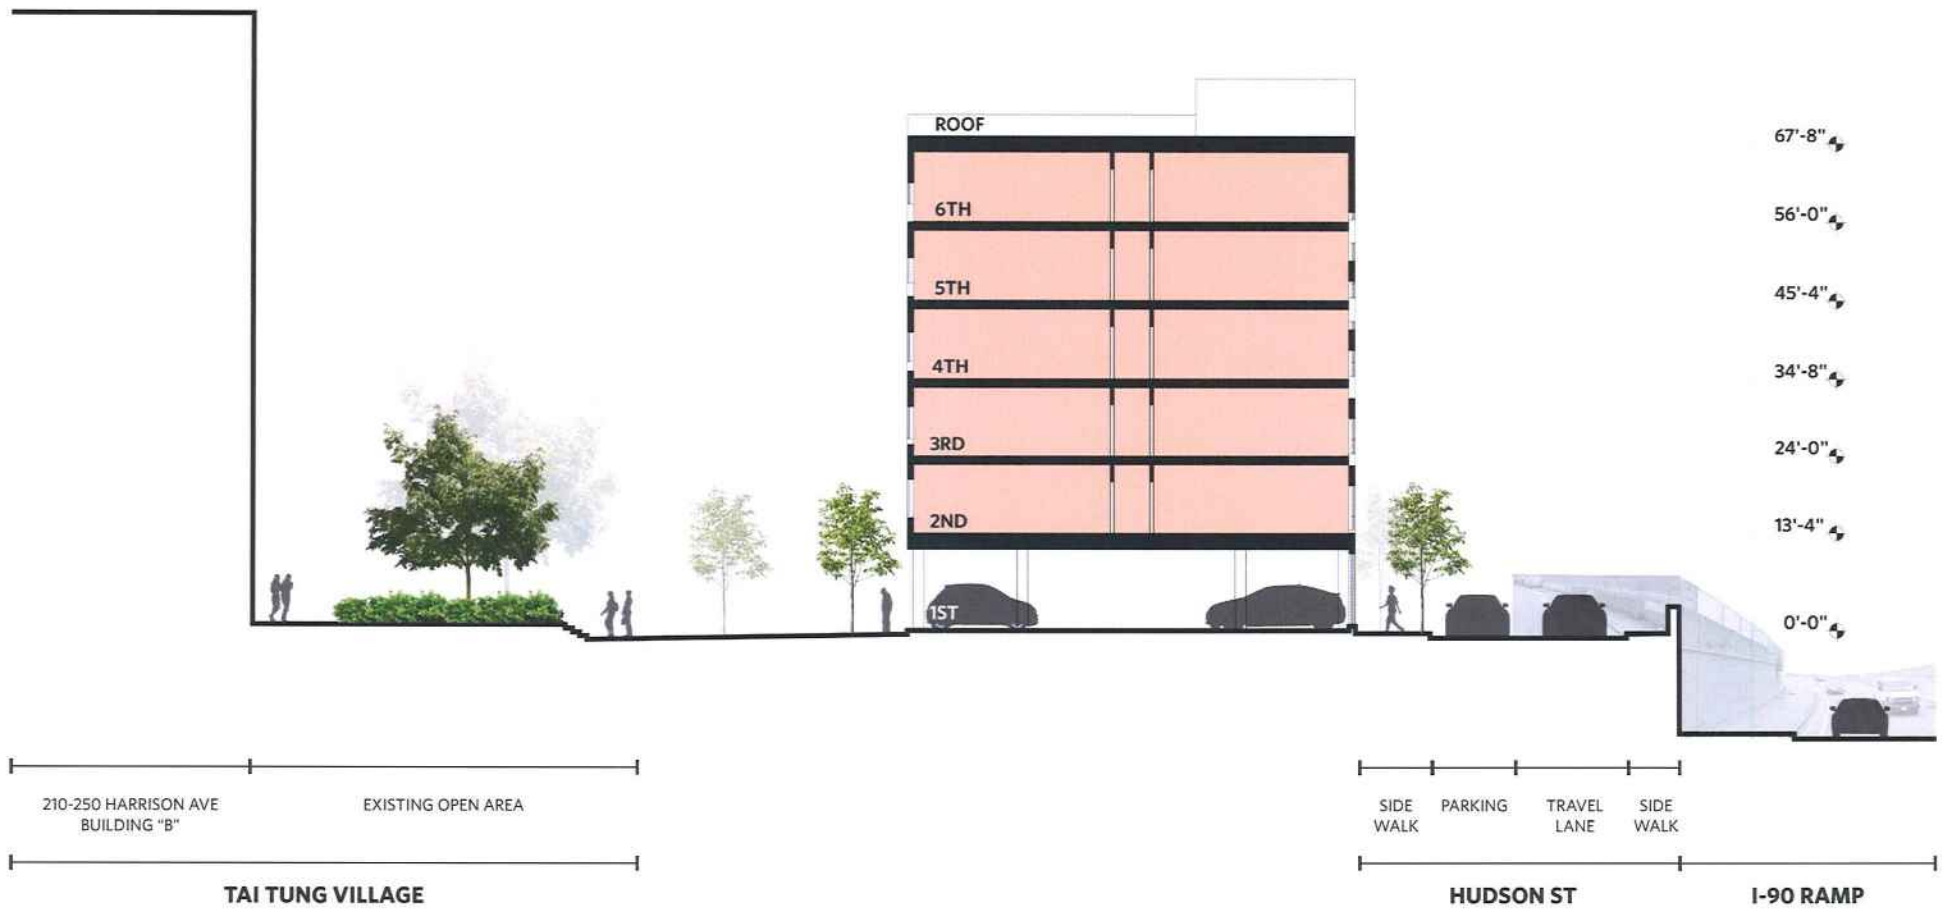 ROOF
67'-8"
6TH
56'-0"
5TH
45'-4"
4TH
34'-8"
3RD
24'-0"
2ND
13'-4"
1ST
0'-0"
210-250 HARRISON AVE
BUILDING "B"
EXISTING OPEN AREA
SIDE
WALK
PARKING
TRAVEL
LANE
SIDE
WALK
TAI TUNG VILLAGE
HUDSON ST
I-90 RAMP